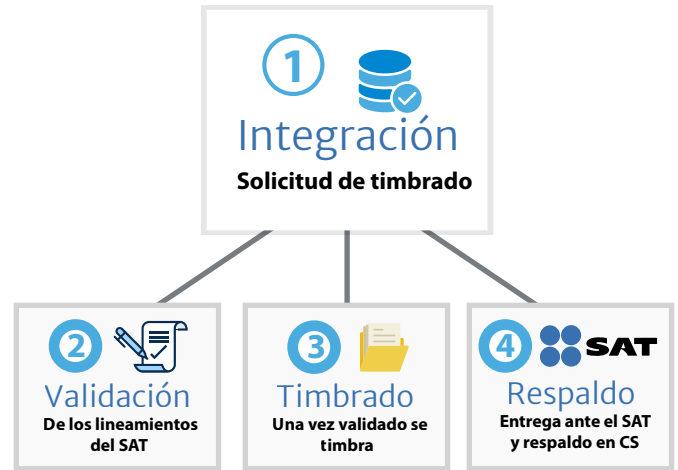 1
Integración
Solicitud de timbrado
2
Validación
De los lineamientos
del SAT
3
Timbrado
Una vez validado se
timbra
4
SAT
Respaldo
Entrega ante el SAT
y respaldo en CS